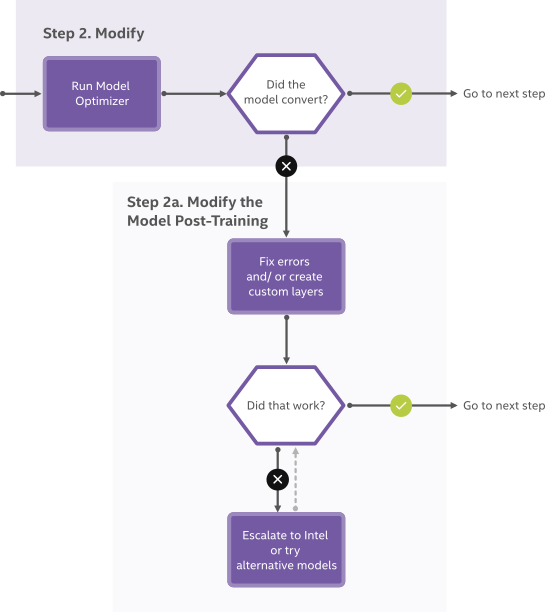 Step 2. Modify
Run Model
Optimizer
Did the
model convert?
Go to next step
Step 2a. Modify the
Model Post-Training
Fix errors
and/ or create
custom layers
Did that work?
Go to next step
Escalate to Intel
or try
alternative models